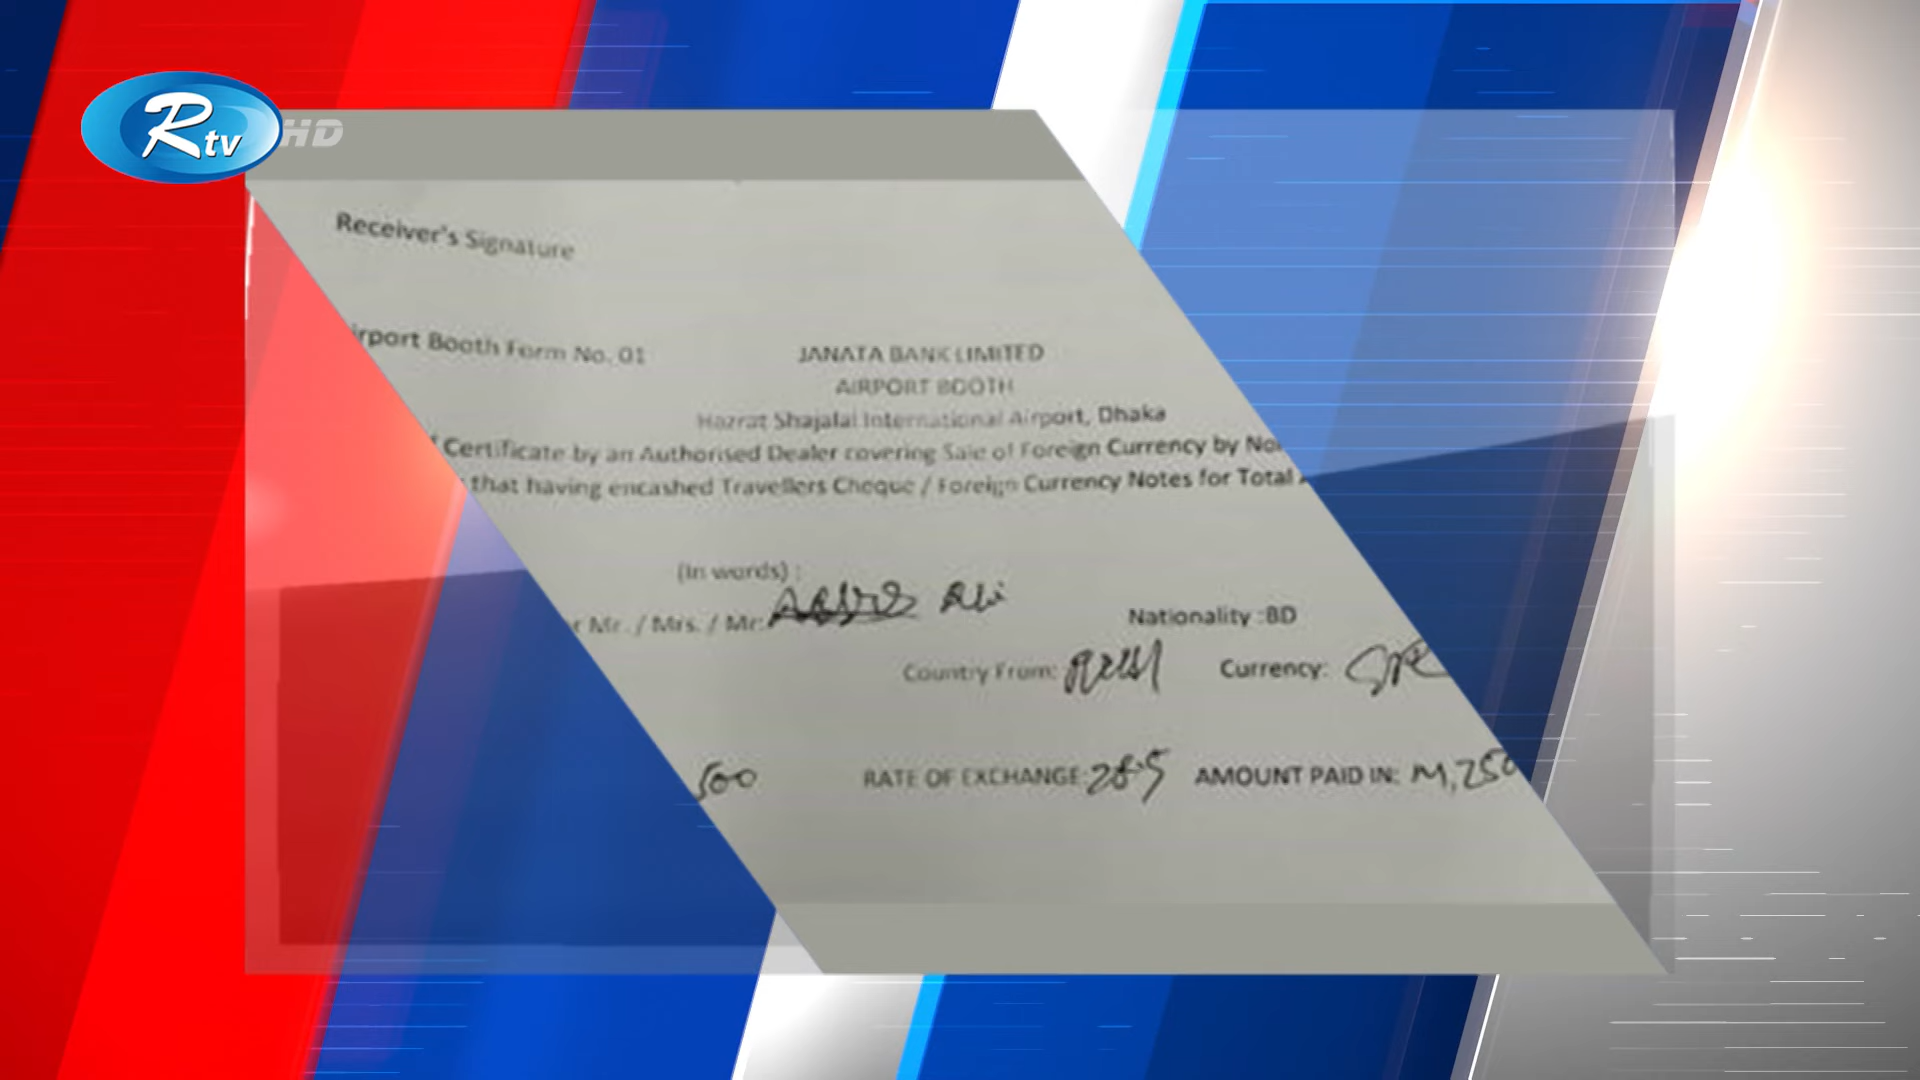 Rtv HD
Receiver's Signature
irport Booth Form No. 01
JANATA BANK LIMITED
AIRPORT BOOTH
Hazrat Shajalal International Airport, Dhaka
Certificate by an Authorised Dealer covering Sale of Foreign Currency by No
that having encashed Travellers Cheque / Foreign Currency Notes for Total
(In words) :
r Mr. / Mrs. / Mr: Ali
Nationality :BD
Country From: Currency:
500 RATE OF EXCHANGE: 28.5 AMOUNT PAID IN: 14,250